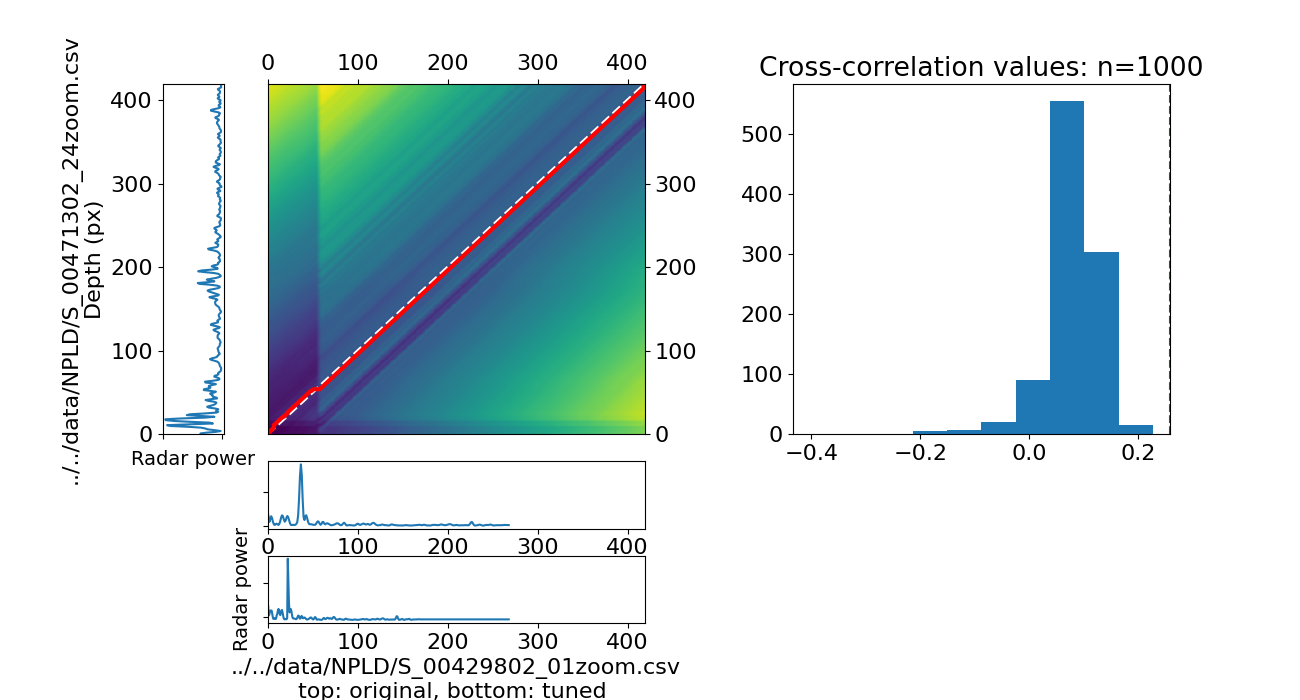 0 100 200 300 400
Cross-correlation values: n=1000
../../data/NPLD/S_00471302_24zoom.csv
Depth (px)
400
300
200
100
0
Radar power
400
300
200
100
0
500
400
300
200
100
0
−0.4 −0.2 0.0 0.2
0 100 200 300 400
Radar power
0 100 200 300 400
../../data/NPLD/S_00429802_01zoom.csv
top: original, bottom: tuned